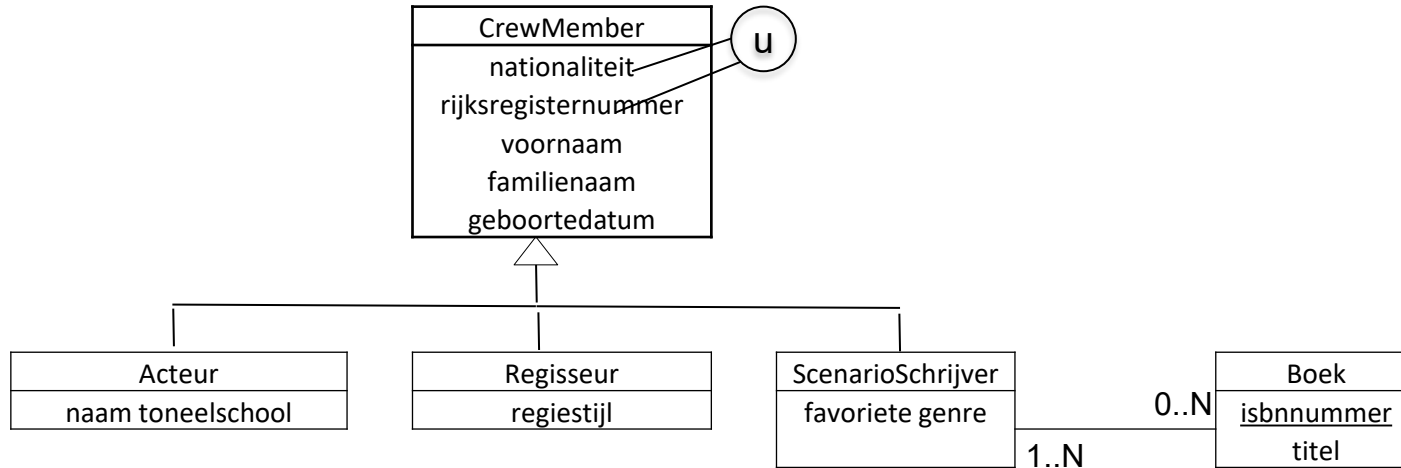 CrewMember
u
nationaliteit
rijksregisternummer
voornaam
familienaam
geboortedatum
Acteur
naam toneelschool
Regisseur
regiestijl
ScenarioSchrijver
favoriete genre
1..N
0..N
Boek
isbnnummer
titel